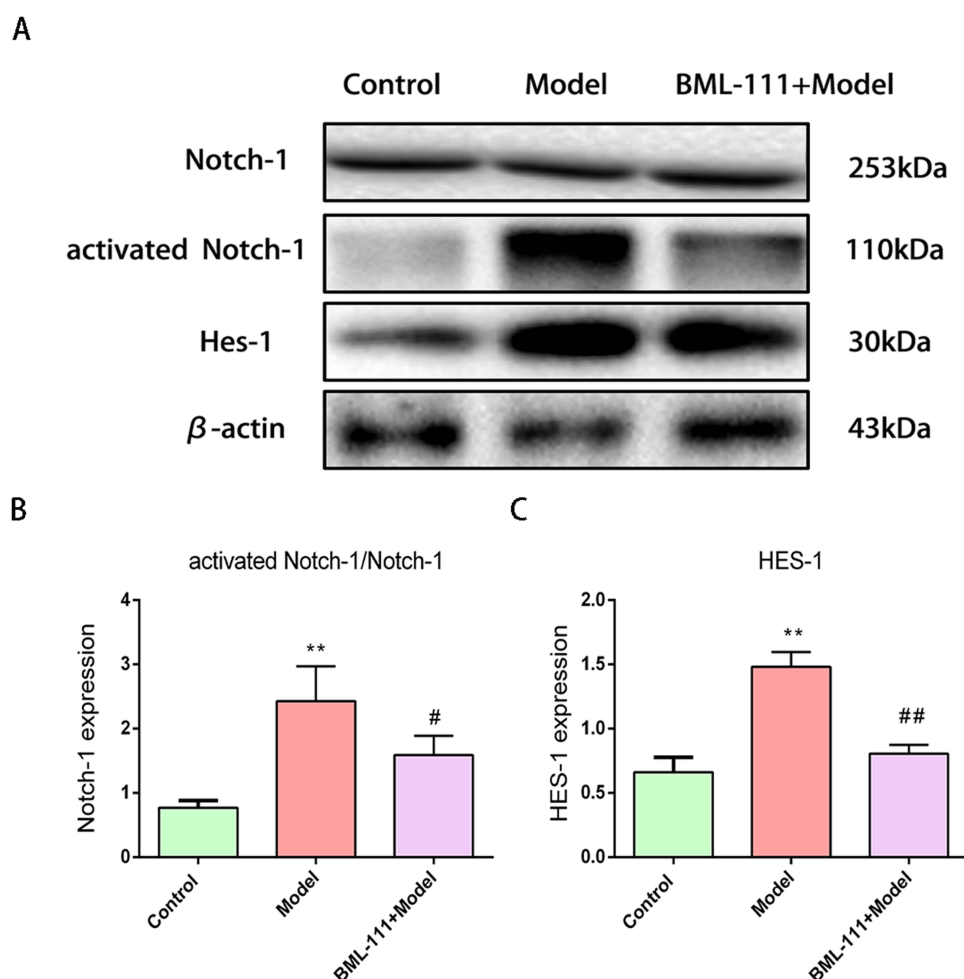 A
Control Model BML-111+Model
Notch-1 253kDa
activated Notch-1 110kDa
Hes-1 30kDa
β-actin 43kDa
B
activated Notch-1/Notch-1
Notch-1 expression
4
3
2
1
0
**
#
Control
Model
BML-111+Model
C
HES-1
HES-1 expression
2.0
1.5
1.0
0.5
0.0
**
##
Control
Model
BML-111+Model